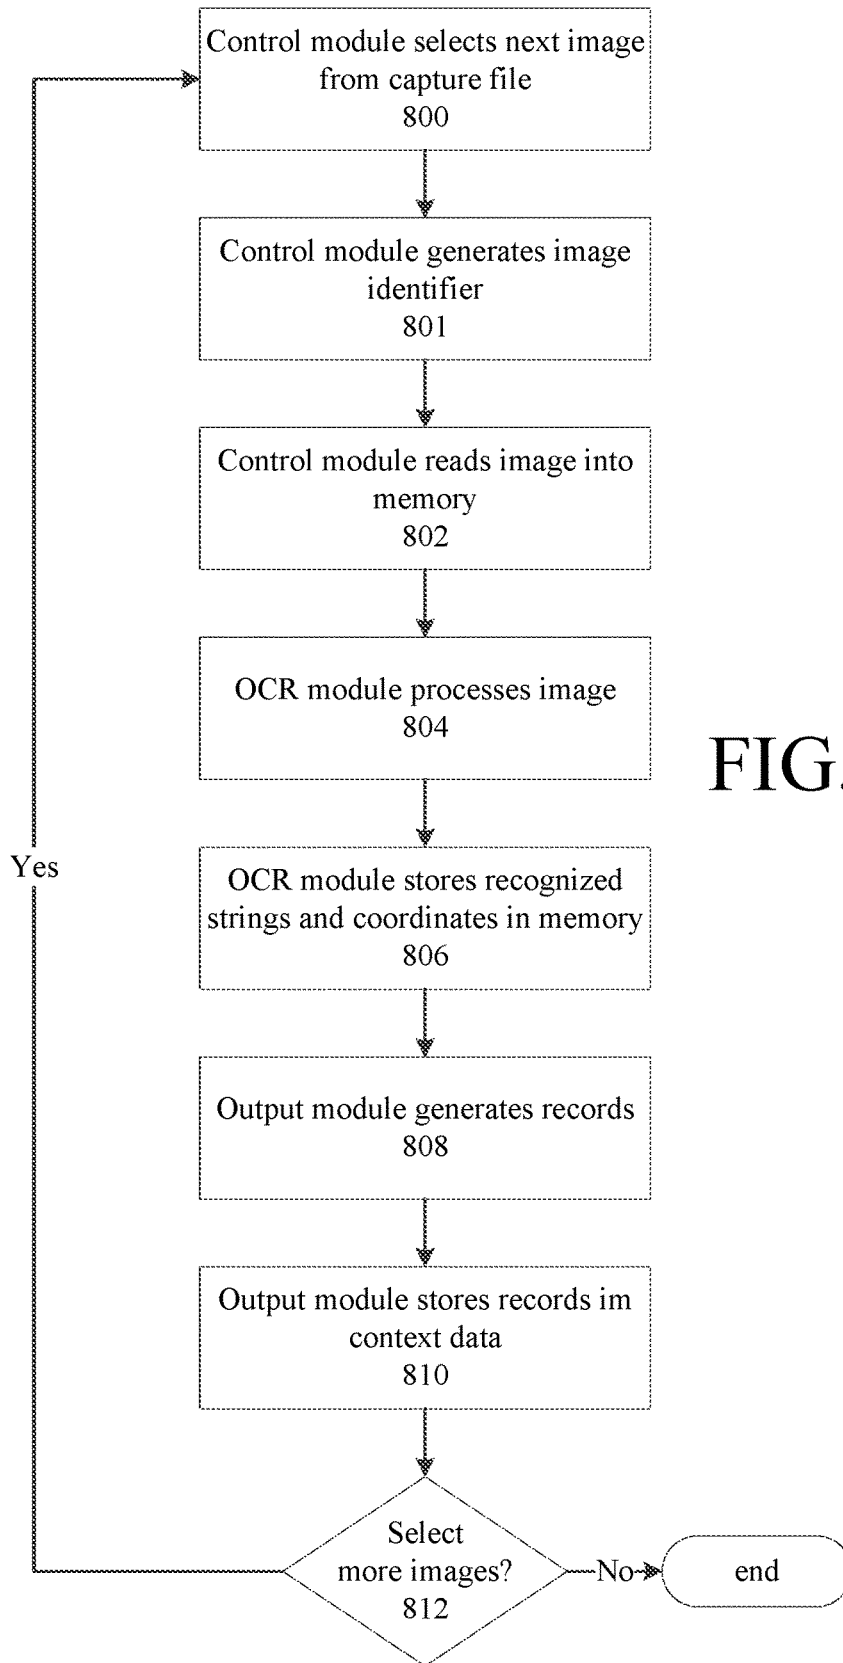 Control module selects next image
from capture file
800
Control module generates image
identifier
801
Control module reads image into
memory
802
OCR module processes image
804
FIG.
OCR module stores recognized
strings and coordinates in memory
806
Yes
Output module generates records
808
Output module stores records im
context data
810
Select
more images?
812
No
end